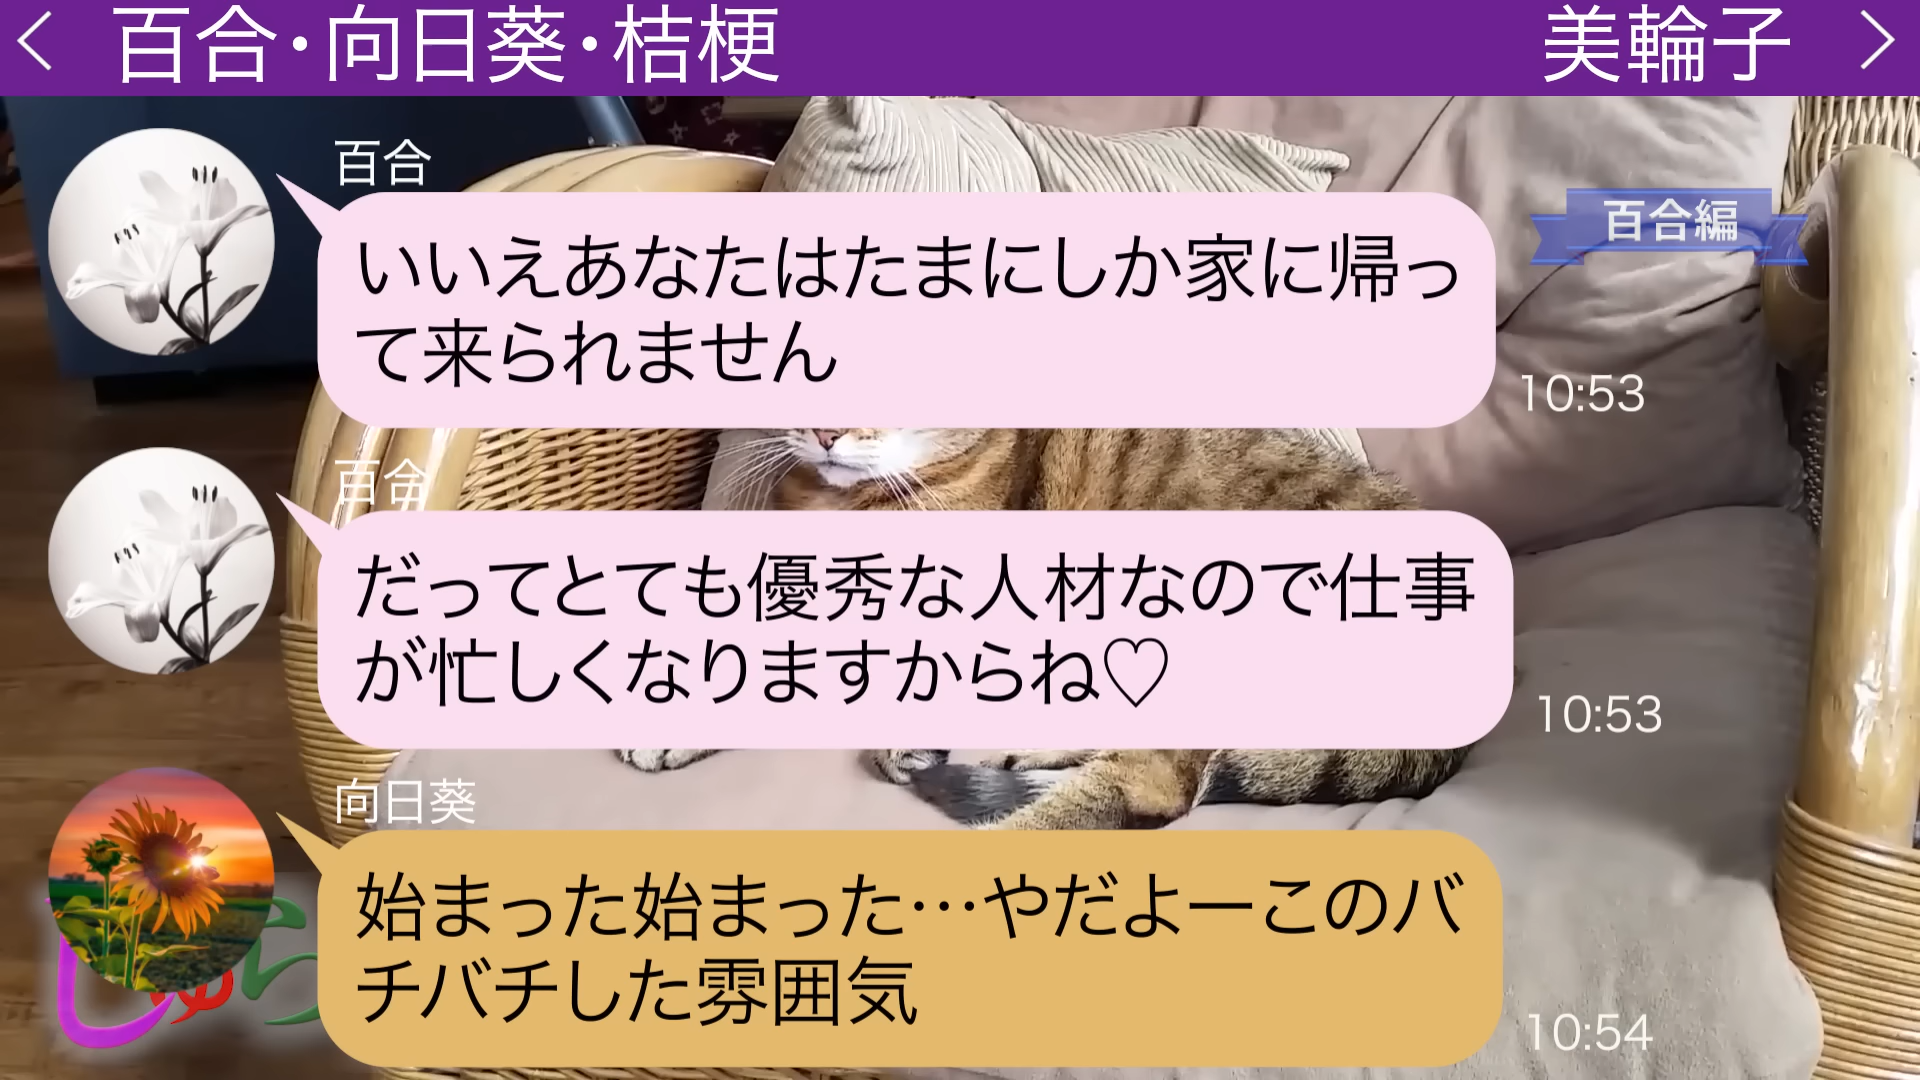 百合・向日葵・桔梗
美輪子
百合編
百合
いいえあなたはたまにしか家に帰っ
て来られません
10:53
百合
だってとても優秀な人材なので仕事
が忙しくなりますからね♡
10:53
向日葵
始まった始まった…やだよーこのバ
チバチした雰囲気
10:54
しゅら